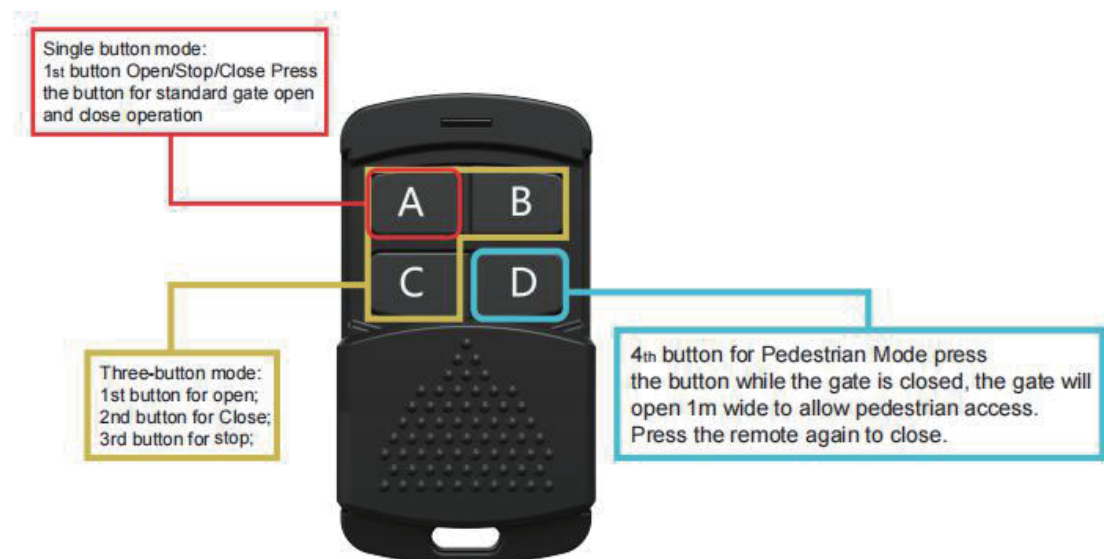 Single button mode:
1st button Open/Stop/Close Press
the button for standard gate open
and close operation
A
B
C
D
Three-button mode:
1st button for open;
2nd button for Close;
3rd button for stop;
4th button for Pedestrian Mode press
the button while the gate is closed, the gate will
open 1m wide to allow pedestrian access.
Press the remote again to close.